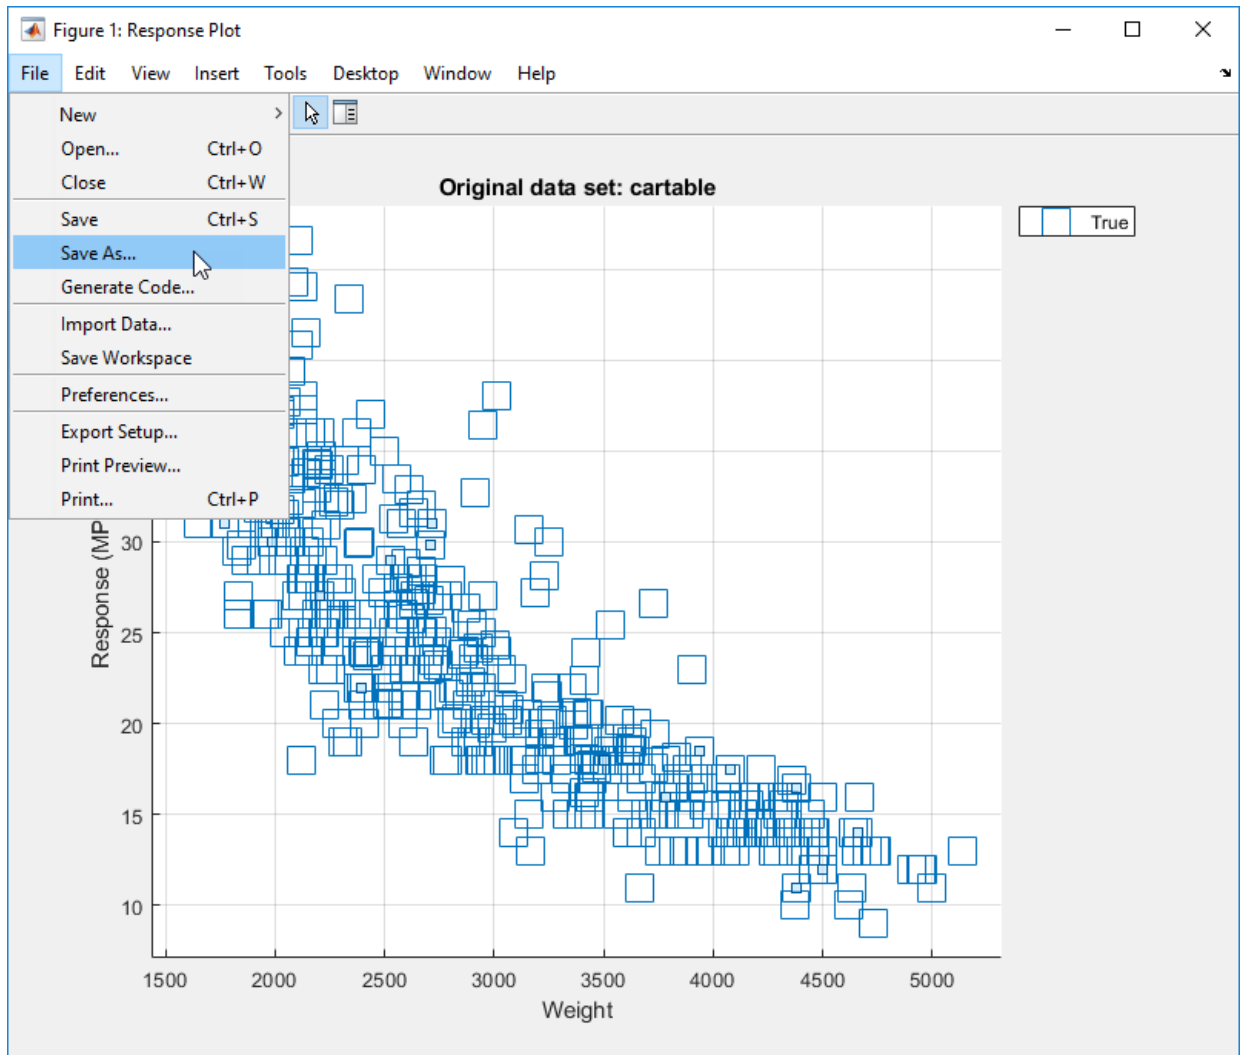 Figure 1: Response Plot
File Edit View Insert Tools Desktop Window Help
New
Open... Ctrl+O
Close Ctrl+W
Save Ctrl+S
Save As...
Generate Code...
Import Data...
Save Workspace
Preferences...
Export Setup...
Print Preview...
Print... Ctrl+P
Original data set: cartable
True
Response (MP
30
25
20
15
10
1500 2000 2500 3000 3500 4000 4500 5000
Weight